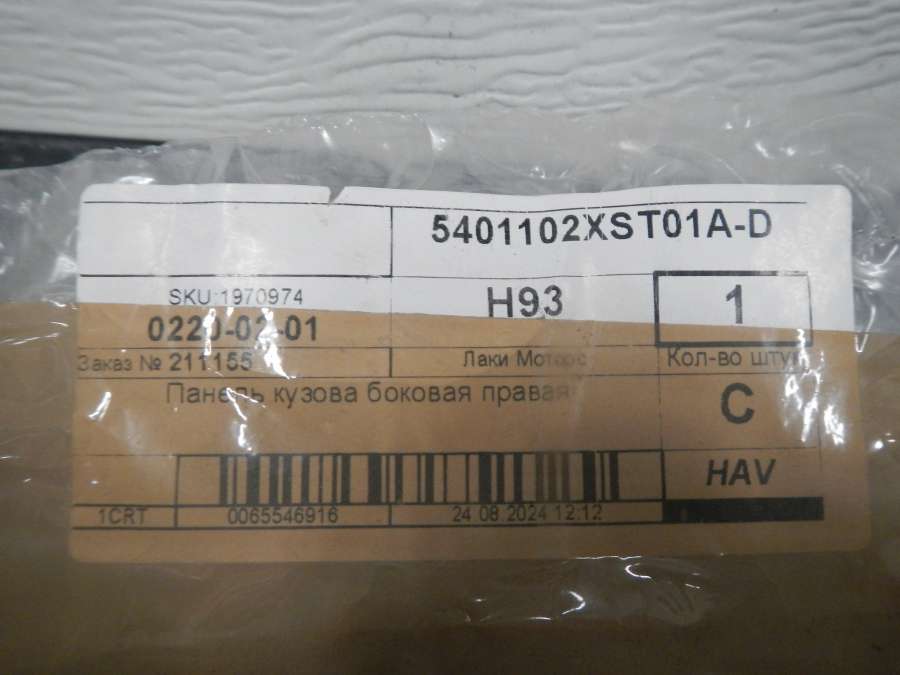 5401102XST01A-D
SKU:1970974
H93
1
0220-02-01
Заказ № 211155
Лаки Моторс
Кол-во штук
Панель кузова боковая правая
C
HAV
1CRT
0065546916
24 08 2024 12:12